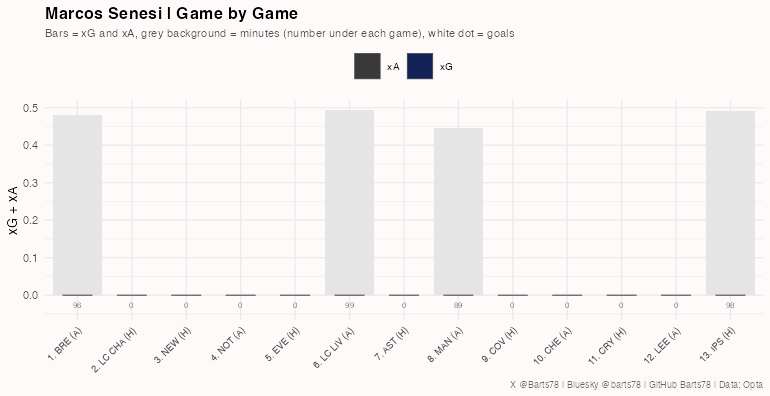 Marcos Senesi | Game by Game
Bars = xG and xA, grey background = minutes (number under each game), white dot = goals
xA xG
xG + xA
0.5
0.4
0.3
0.2
0.1
0.0
96 0 0 0 0 99 0 89 0 0 0 0 98
1. BRE (A)
2. LC CHA (H)
3. NEW (H)
4. NOT (A)
5. EVE (H)
6. LC LIV (A)
7. AST (H)
8. MAN (A)
9. COV (H)
10. CHE (A)
11. CRY (H)
12. LEE (A)
13. IPS (H)
X @Barts78 | Bluesky @barts78 | GitHub Barts78 | Data: Opta